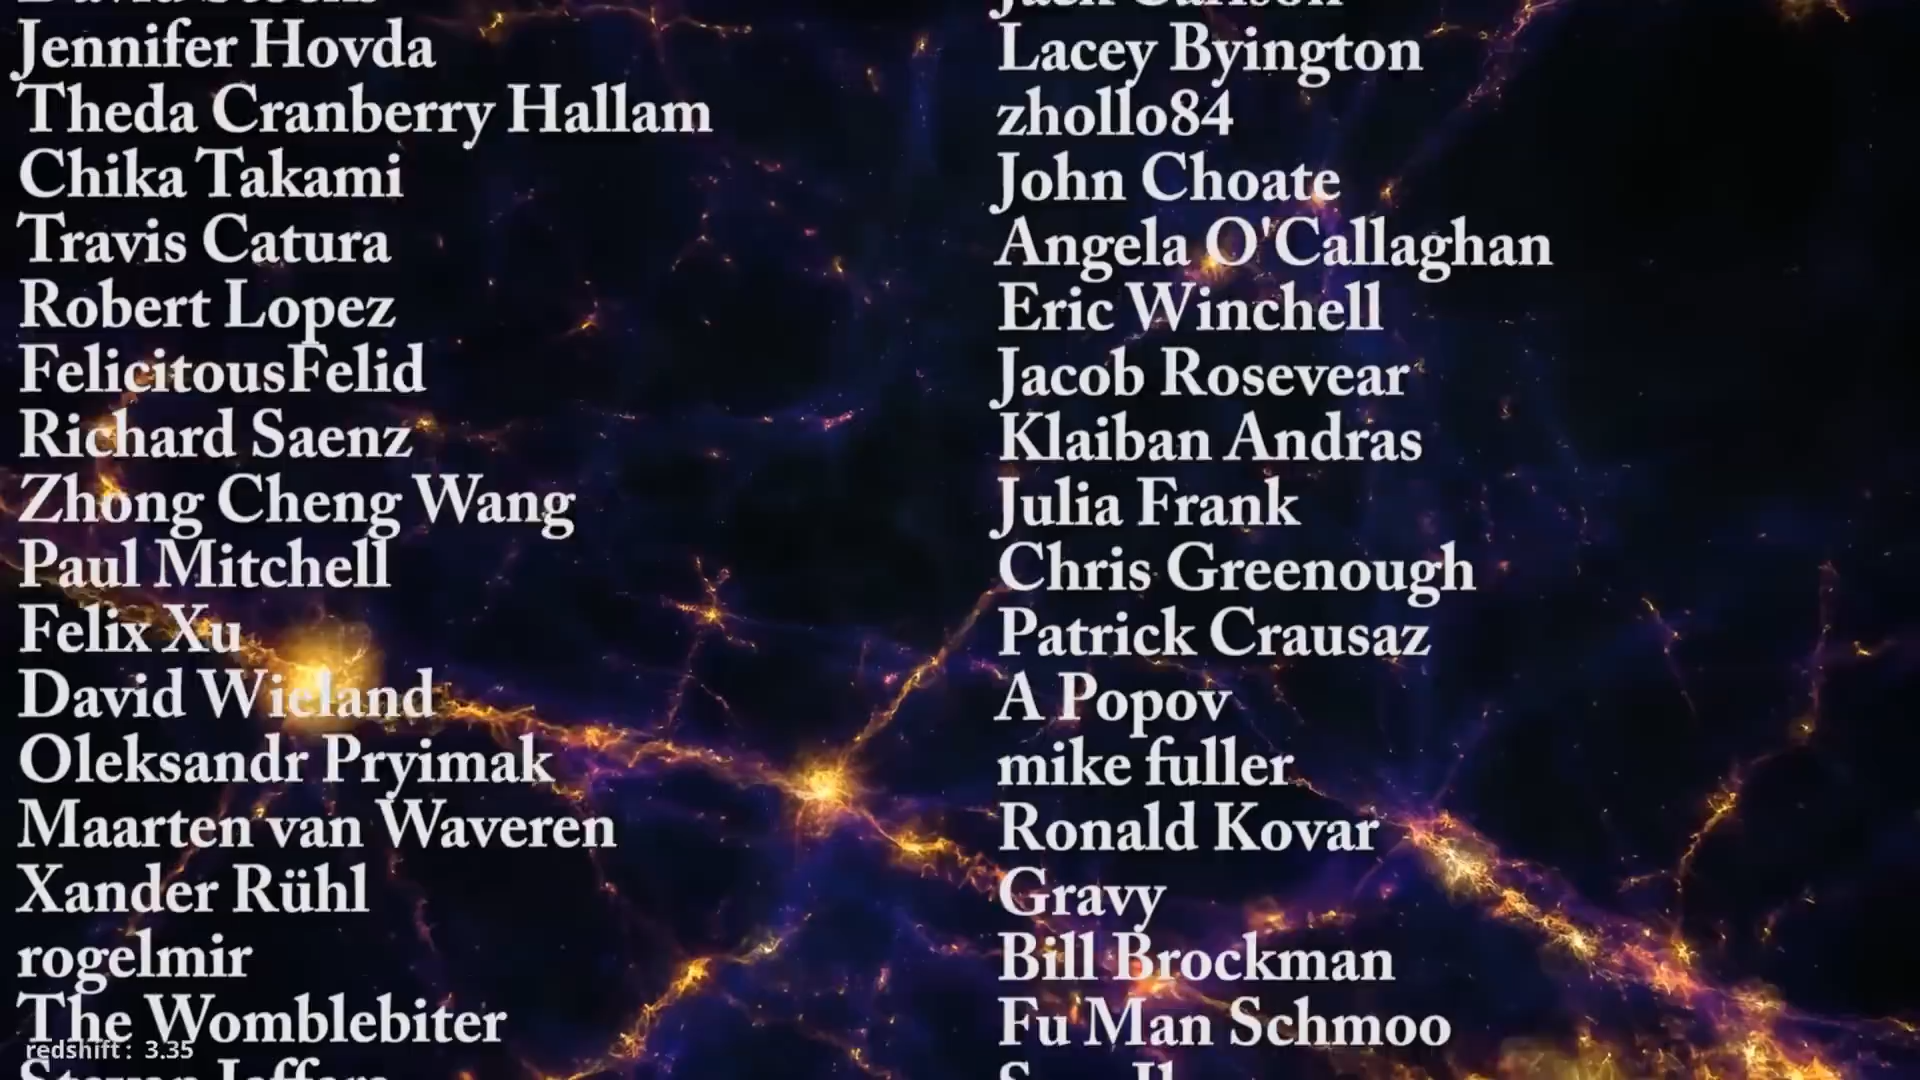 Jennifer Hovda
Theda Cranberry Hallam
Chika Takami
Travis Catura
Robert Lopez
FelicitousFelid
Richard Saenz
Zhong Cheng Wang
Paul Mitchell
Felix Xu
David Wieland
Oleksandr Pryimak
Maarten van Waveren
Xander Rühl
rogelmir
The Womblebiter
redshift: 3.35
Jack Carlson
Lacey Byington
zhollo84
John Choate
Angela O'Callaghan
Eric Winchell
Jacob Rosevear
Klaiban Andras
Julia Frank
Chris Greenough
Patrick Crausaz
A Popov
mike fuller
Ronald Kovar
Gravy
Bill Brockman
Fu Man Schmoo